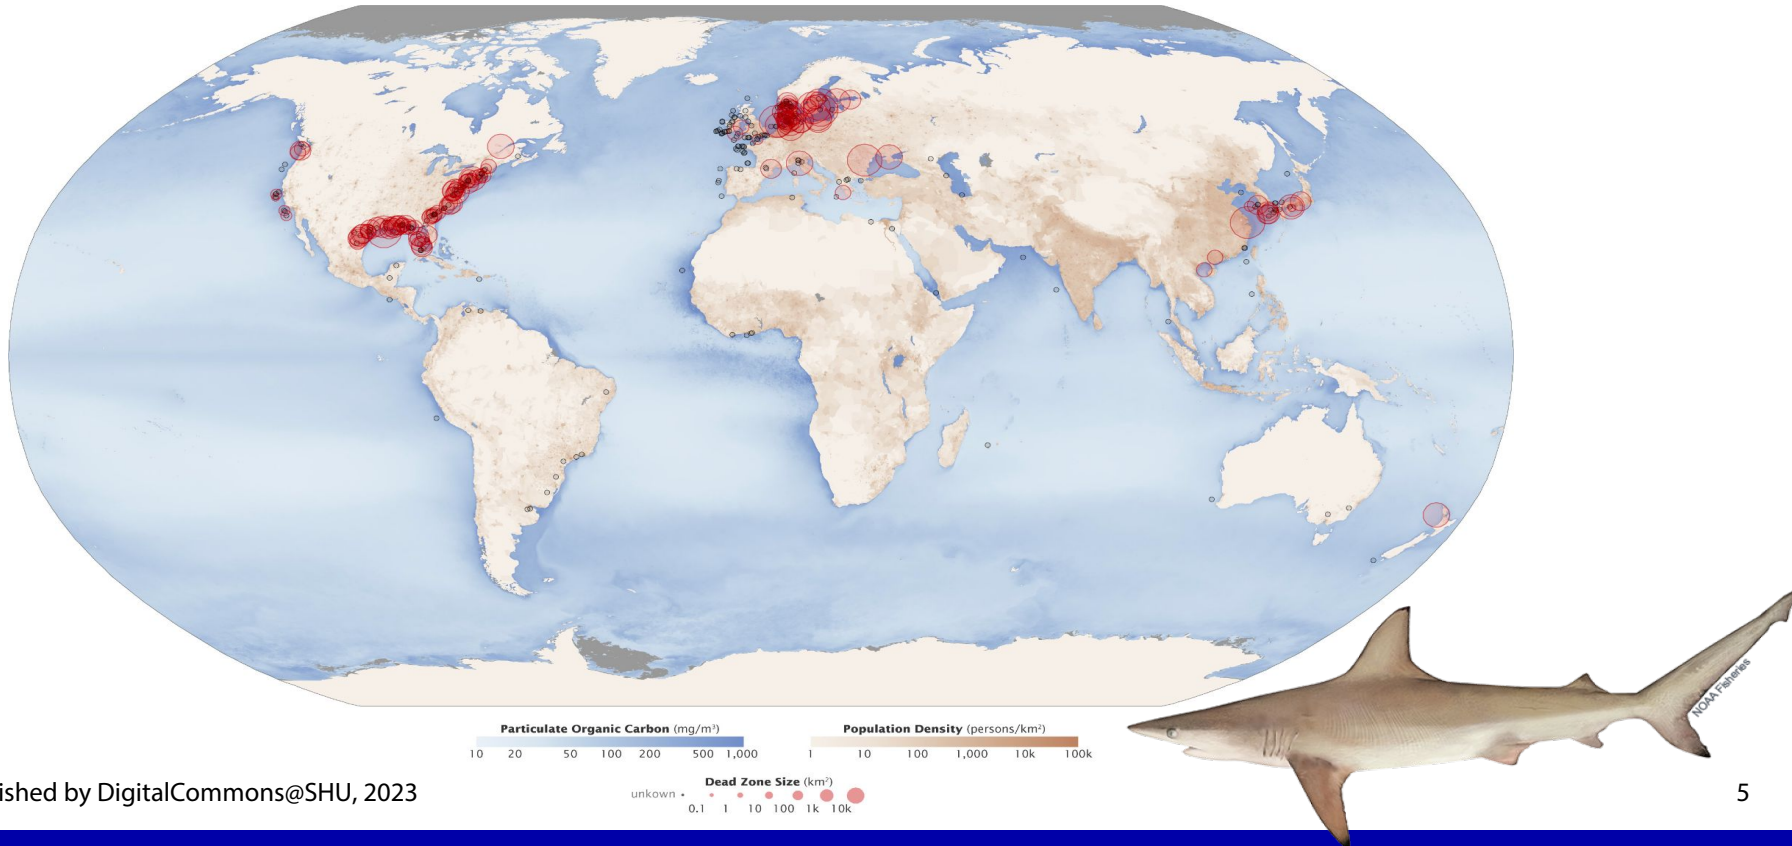 NOAA Fisheries
Particulate Organic Carbon (mg/m³)
10 20 50 100 200 500 1,000
Population Density (persons/km²)
1 10 100 1,000 10k 100k
Dead Zone Size (km²)
unkown
0.1 1 10 100 1k 10k
ished by DigitalCommons@SHU, 2023
5